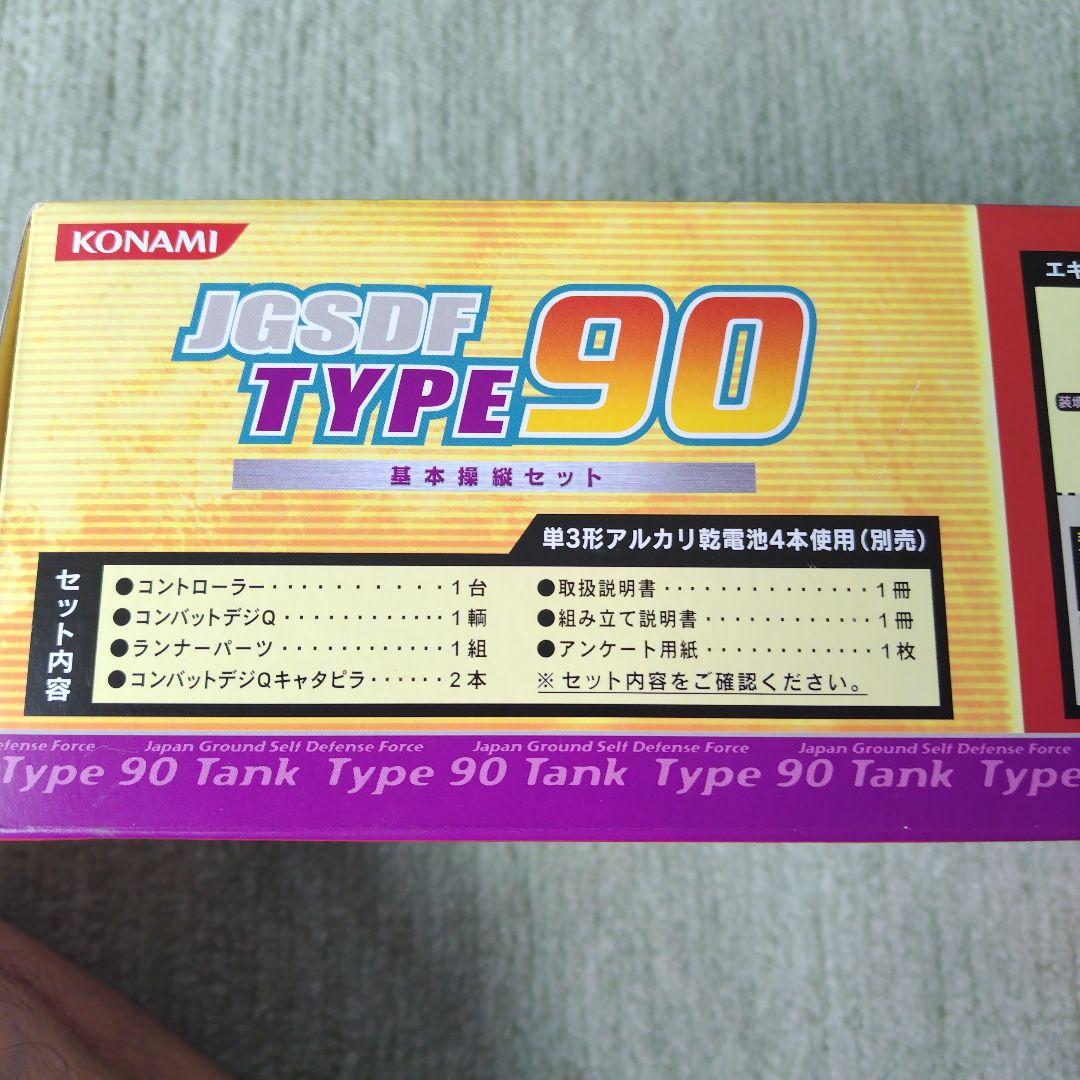 KONAMI
JGSDF
TYPE 90
基本操縦セット
単3形アルカリ乾電池4本使用（別売）
セット内容
●コントローラー・・・・・・・・・・1台
●コンバットデジQ・・・・・・・・・・・1輌
●ランナーパーツ・・・・・・・・・・・・1組
●コンバットデジQキャタピラ・・・・・・2本
●取扱説明書・・・・・・・・・・・・・・1冊
●組み立て説明書・・・・・・・・・・・・1冊
●アンケート用紙・・・・・・・・・・・・1枚
※セット内容をご確認ください。
efense Force Japan Ground Self Defense Force Japan Ground Self Defense Force Japan Ground Self Defense Force
Type 90 Tank Type 90 Tank Type 90 Tank Type
エキ